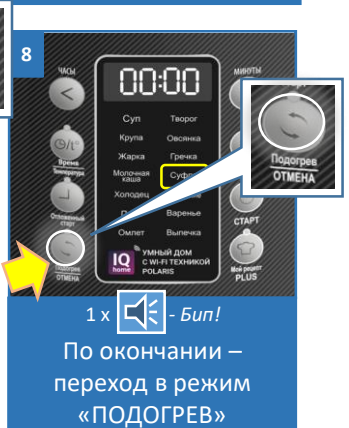 8
ЧАСЫ
МИНУТЫ
00:00
Суп Творог
Крупа Овсянка
Жарка Гречка
Молочная каша Суфле
Холодец
Варенье
Омлет Выпечка
Время
Температура
Отложенный
старт
Подогрев
ОТМЕНА
СТАРТ
Мой рецепт
PLUS
Подогрев
ОТМЕНА
IQ
home
УМНЫЙ ДОМ
С WI-FI ТЕХНИКОЙ
POLARIS
1 x - Бип!
По окончании –
переход в режим
«ПОДОГРЕВ»